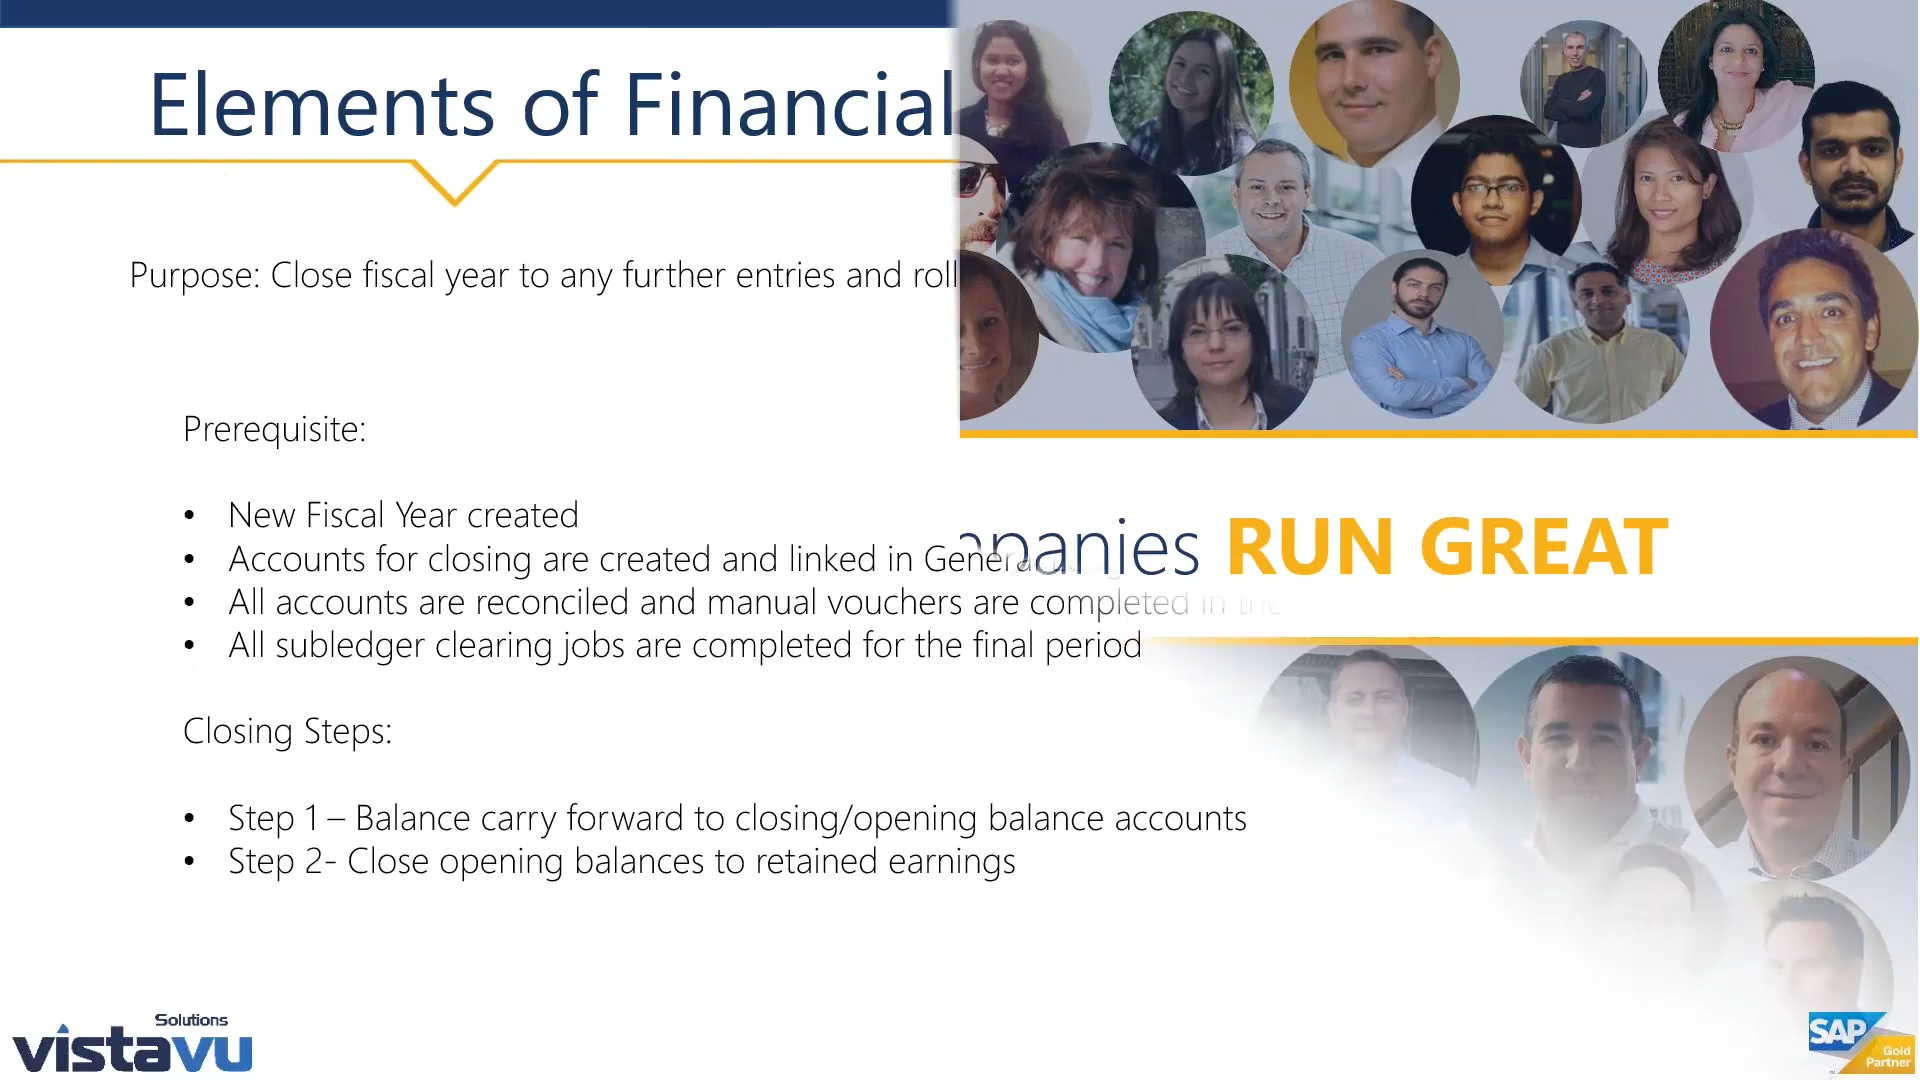 Elements of Financial
Purpose: Close fiscal year to any further entries and roll
Prerequisite:
• New Fiscal Year created
• Accounts for closing are created and linked in General
panies RUN GREAT
• All accounts are reconciled and manual vouchers are completed in the
• All subledger clearing jobs are completed for the final period
Closing Steps:
• Step 1 – Balance carry forward to closing/opening balance accounts
• Step 2- Close opening balances to retained earnings
Solutions
vistavu
SAP
Gold
Partner